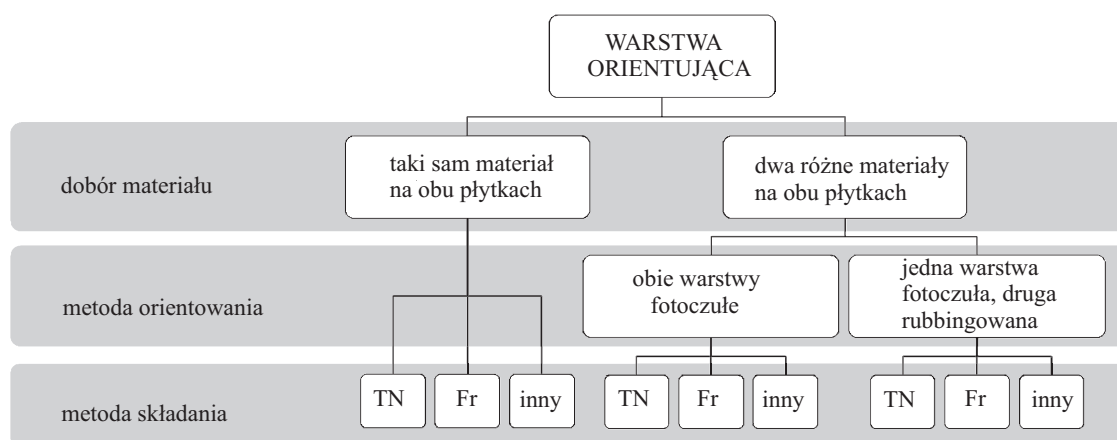 WARSTWA
ORIENTUJĄCA
dobór materiału
taki sam materiał
na obu płytkach
dwa różne materiały
na obu płytkach
metoda orientowania
obie warstwy
fotoczułe
jedna warstwa
fotoczuła, druga
rubbingowana
metoda składania
TN
Fr
inny
TN
Fr
inny
TN
Fr
inny